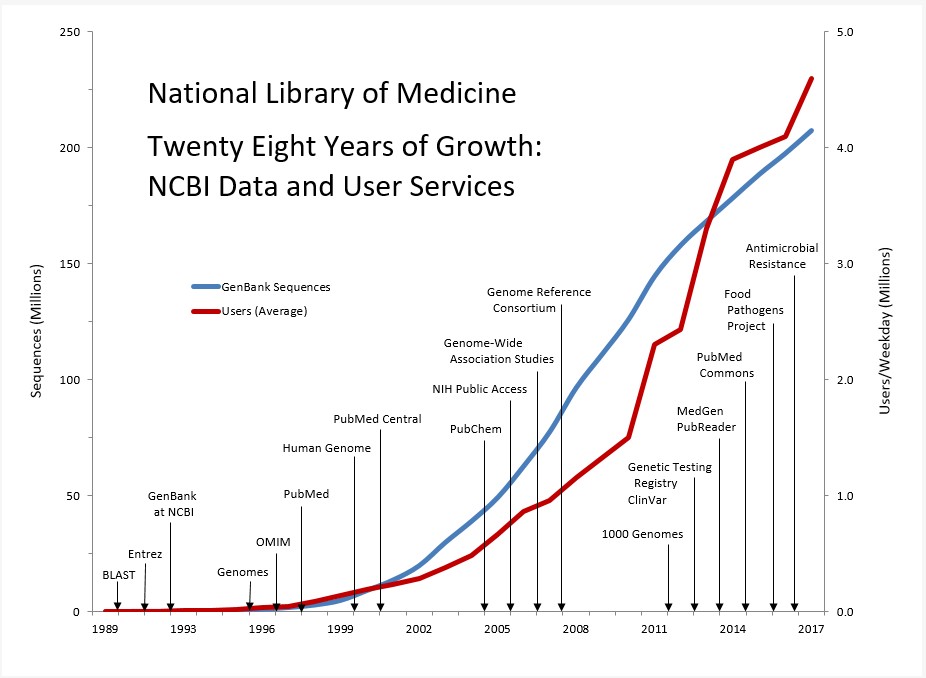 National Library of Medicine
Twenty Eight Years of Growth:
NCBI Data and User Services
Sequences (Millions)
250
200
150
100
50
0
GenBank Sequences
Users (Average)
BLAST
Entrez
GenBank
at NCBI
Genomes
OMIM
PubMed
Human Genome
PubMed Central
PubChem
NIH Public Access
Genome-Wide
Association Studies
Genome Reference
Consortium
1000 Genomes
Genetic Testing
Registry
ClinVar
MedGen
PubReader
PubMed
Commons
Food
Pathogens
Project
Antimicrobial
Resistance
5.0
4.0
3.0
2.0
1.0
0.0
Users/Weekday (Millions)
1989 1993 1996 1999 2002 2005 2008 2011 2014 2017